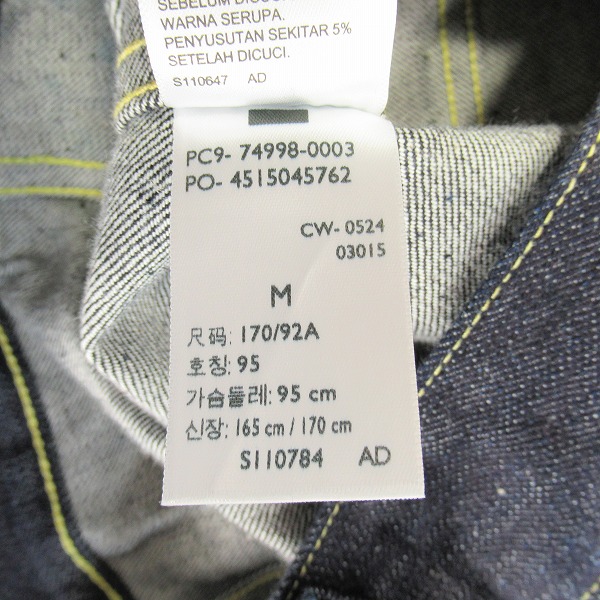 SEBELUM DICUCI
WARNA SERUPA.
PENYUSUTAN SEKITAR 5%
SETELAH DICUCI.
S110647 AD
PC9- 74998-0003
PO- 4515045762
CW- 0524
03015
M
尺码: 170/92A
호칭: 95
가슴둘레: 95 cm
신장: 165 cm / 170 cm
S110784 AD